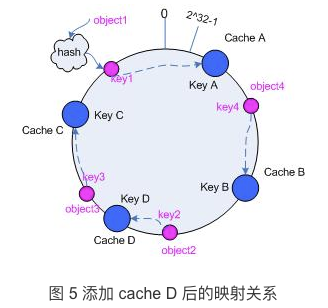 object1
0
2^32-1
hash
Cache A
key1
Key A
object4
key4
Key C
Cache C
Cache B
Key B
key3
object3
Key D
key2
Cache D
object2
图 5 添加 cache D 后的映射关系